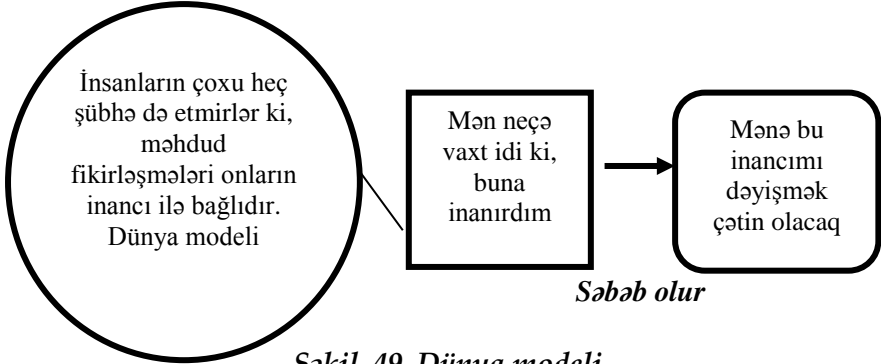 İnsanların çoxu heç
şübhə də etmirlər ki,
məhdud
fikirləşmələri onların
inancı ilə bağlıdır.
Dünya modeli
Mən neçə
vaxt idi ki,
buna
inanırdım
Mənə bu
inancımı
dəyişmək
çətin olacaq
Səbəb olur
Şəkil 49. Dünya modeli